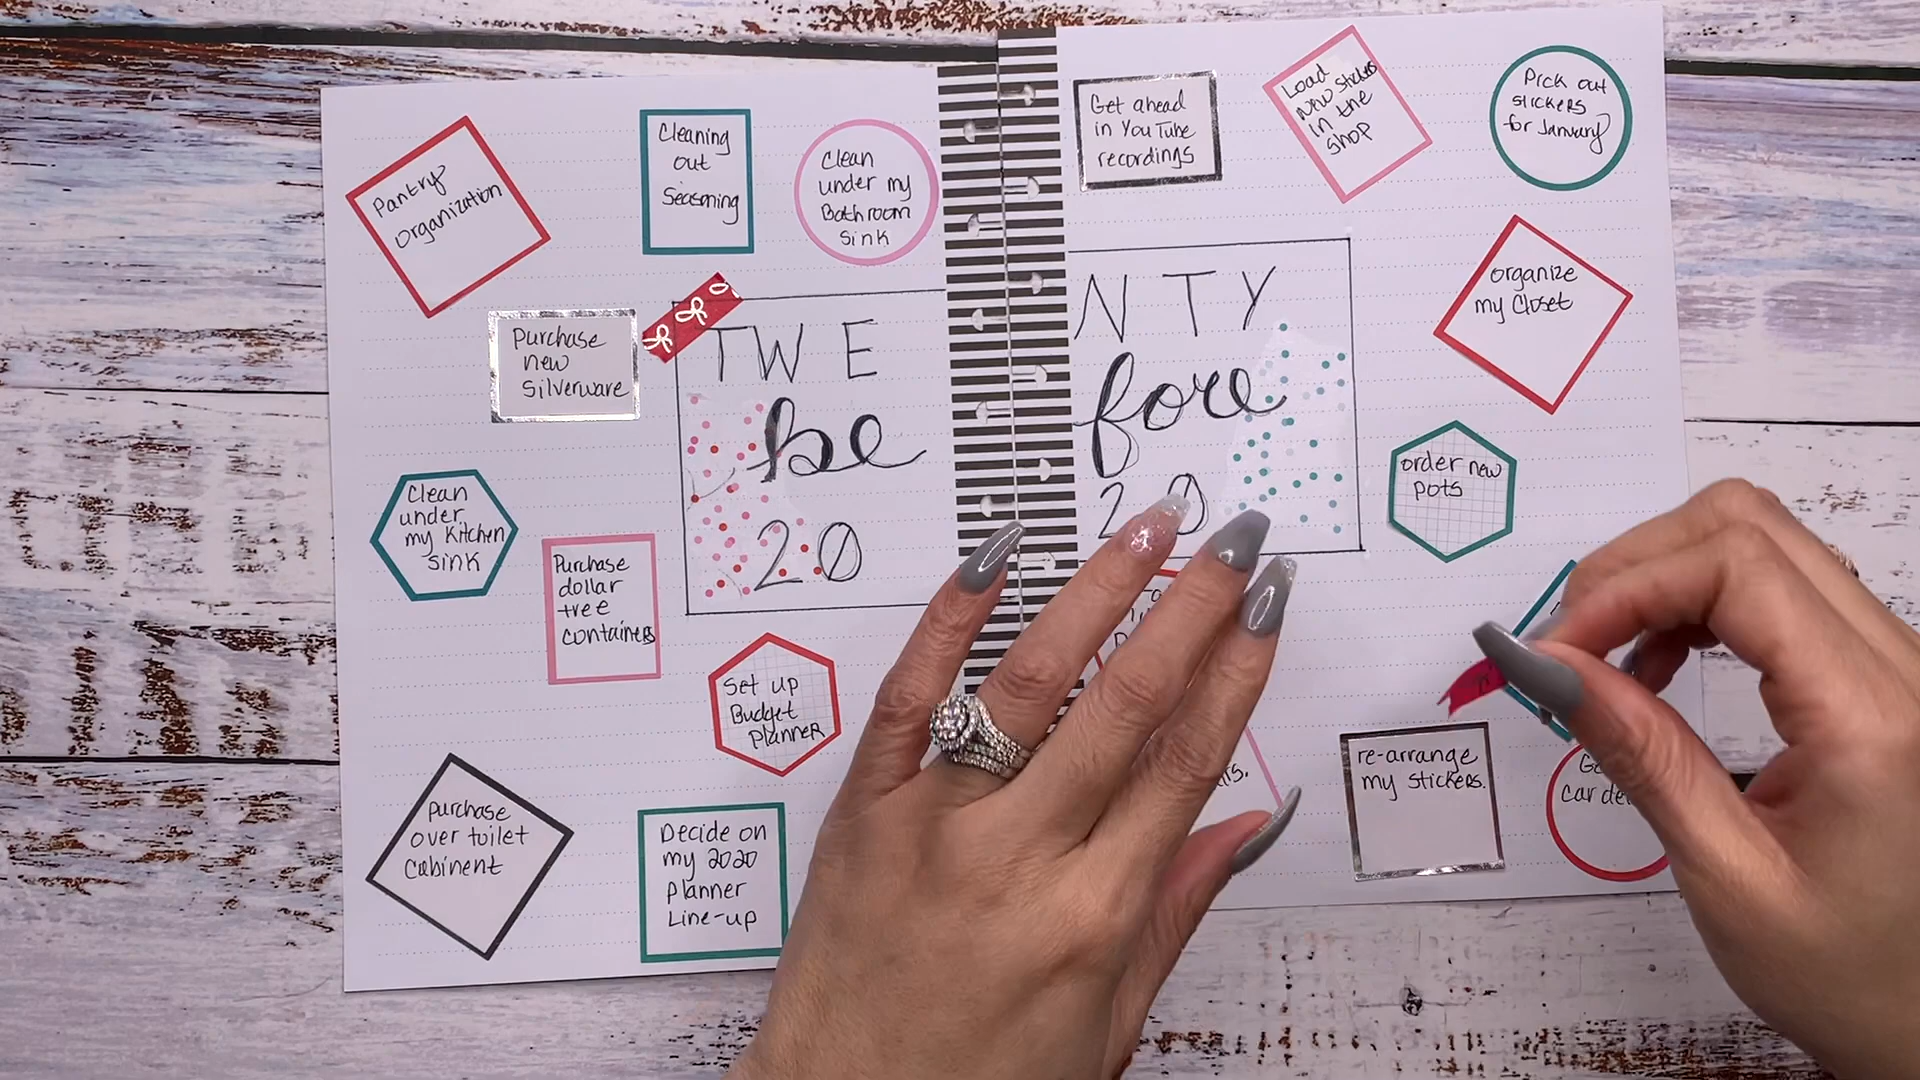 Pantry
organization
Cleaning
out
Seasoning
Clean
under my
Bathroom
Sink
Purchase
new
Silverware
TWE
be
20
Clean
under
my Kitchen
sink
Purchase
dollar
tree
containers
Set up
Budget
Planner
purchase
over toilet
Cabinent
Decide on
my 2020
planner
Line-up
Get ahead
in YouTube
recordings
Load
New stickers
in the
shop
Pick out
stickers
for January
NTY
fore
20
organize
my Closet
order new
pots
re-arrange
my stickers.